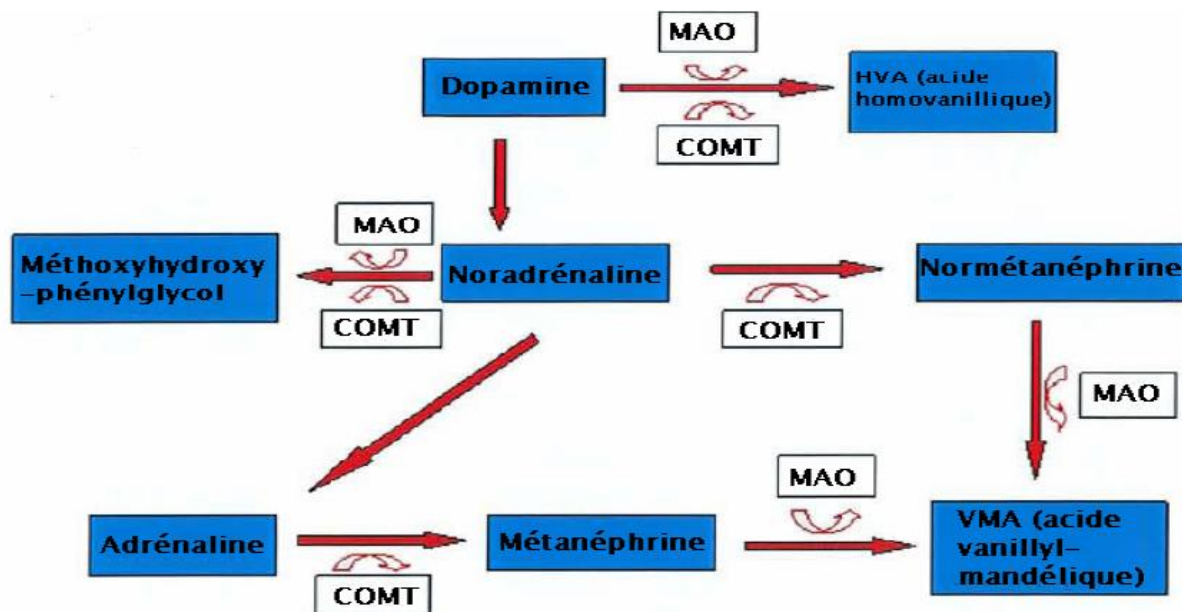 MAO
Dopamine
HVA (acide
homovanillique)
COMT
MAO
Méthoxyhydroxy
-phénylglycol
Noradrénaline
Normétanéphrine
COMT
COMT
MAO
MAO
Adrénaline
Métanéphrine
VMA (acide
vanillyl-
mandélique)
COMT